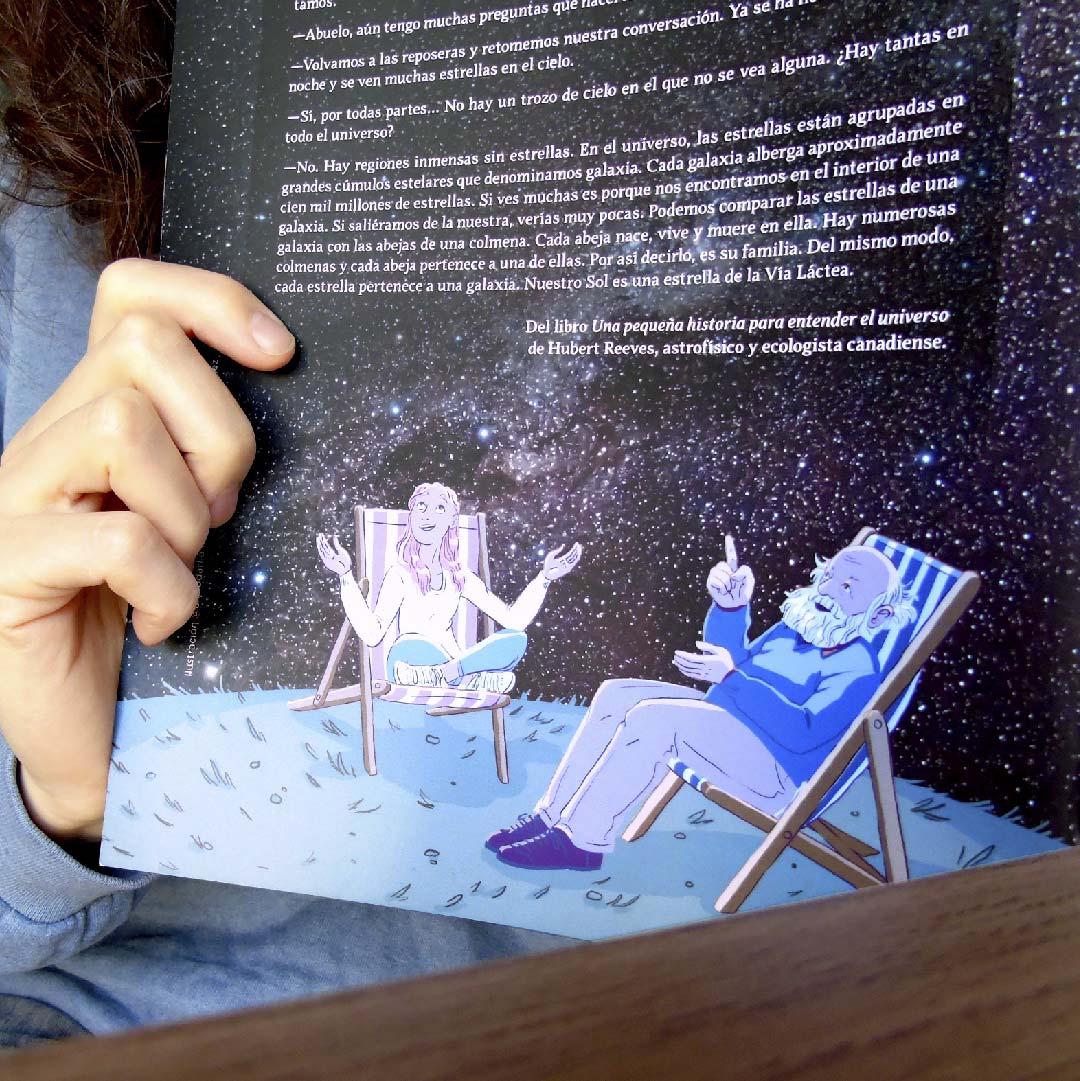 tamos.
—Abuelo, aún tengo muchas preguntas que
—Volvamos a las reposeras y retomemos nuestra conversación. Ya se ha
noche y se ven muchas estrellas en el cielo.
—Sí, por todas partes... No hay un trozo de cielo en el que no se vea alguna. ¿Hay tantas en
todo el universo?
—No. Hay regiones inmensas sin estrellas. En el universo, las estrellas están agrupadas en
grandes cúmulos estelares que denominamos galaxia. Cada galaxia alberga aproximadamente
cien mil millones de estrellas. Si ves muchas es porque nos encontramos en el interior de una
galaxia. Si saliéramos de la nuestra, verías muy pocas. Podemos comparar las estrellas de una
galaxia con las abejas de una colmena. Cada abeja nace, vive y muere en ella. Hay numerosas
colmenas y cada abeja pertenece a una de ellas. Por así decirlo, es su familia. Del mismo modo,
cada estrella pertenece a una galaxia. Nuestro Sol es una estrella de la Vía Láctea.
Del libro Una pequeña historia para entender el universo
de Hubert Reeves, astrofísico y ecologista canadiense.
Ilustración